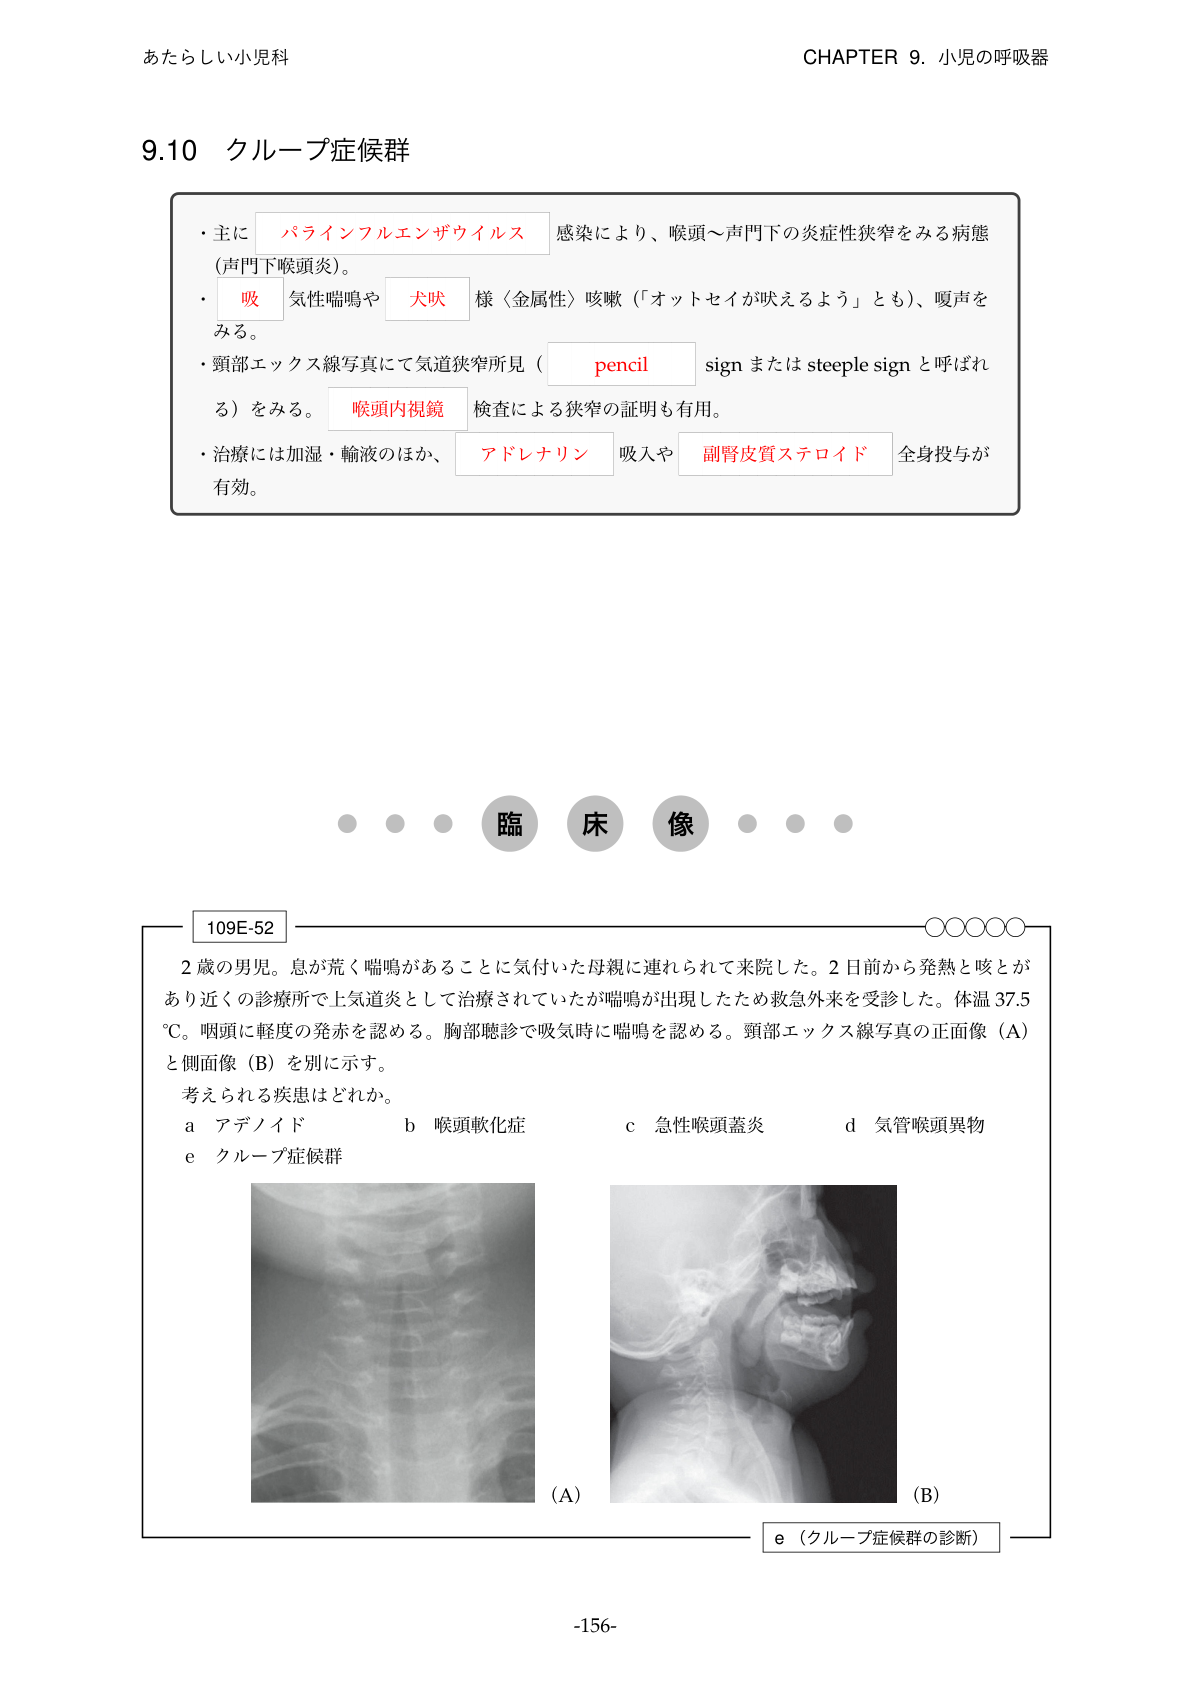 あたらしい小児科
CHAPTER 9. 小児の呼吸器
9.10 クループ症候群
・主に パラインフルエンザウイルス 感染により、喉頭〜声門下の炎症性狭窄をみる病態
(声門下喉頭炎)。
・ 吸 気性喘鳴や 犬吠 様〈金属性〉咳嗽(「オットセイが吠えるよう」とも)、嗄声を
みる。
・頸部エックス線写真にて気道狭窄所見( pencil sign または steeple sign と呼ばれ
る)をみる。 喉頭内視鏡 検査による狭窄の証明も有用。
・治療には加湿・輸液のほか、 アドレナリン 吸入や 副腎皮質ステロイド 全身投与が
有効。
臨床像
109E-52
2 歳の男児。息が荒く喘鳴があることに気付いた母親に連れられて来院した。2 日前から発熱と咳とが
あり近くの診療所で上気道炎として治療されていたが喘鳴が出現したため救急外来を受診した。体温 37.5
℃。咽頭に軽度の発赤を認める。胸部聴診で吸気時に喘鳴を認める。頸部エックス線写真の正面像(A)
と側面像(B)を別に示す。
考えられる疾患はどれか。
a アデノイド b 喉頭軟化症 c 急性喉頭蓋炎 d 気管喉頭異物
e クループ症候群
(A)
(B)
e (クループ症候群の診断)
-156-